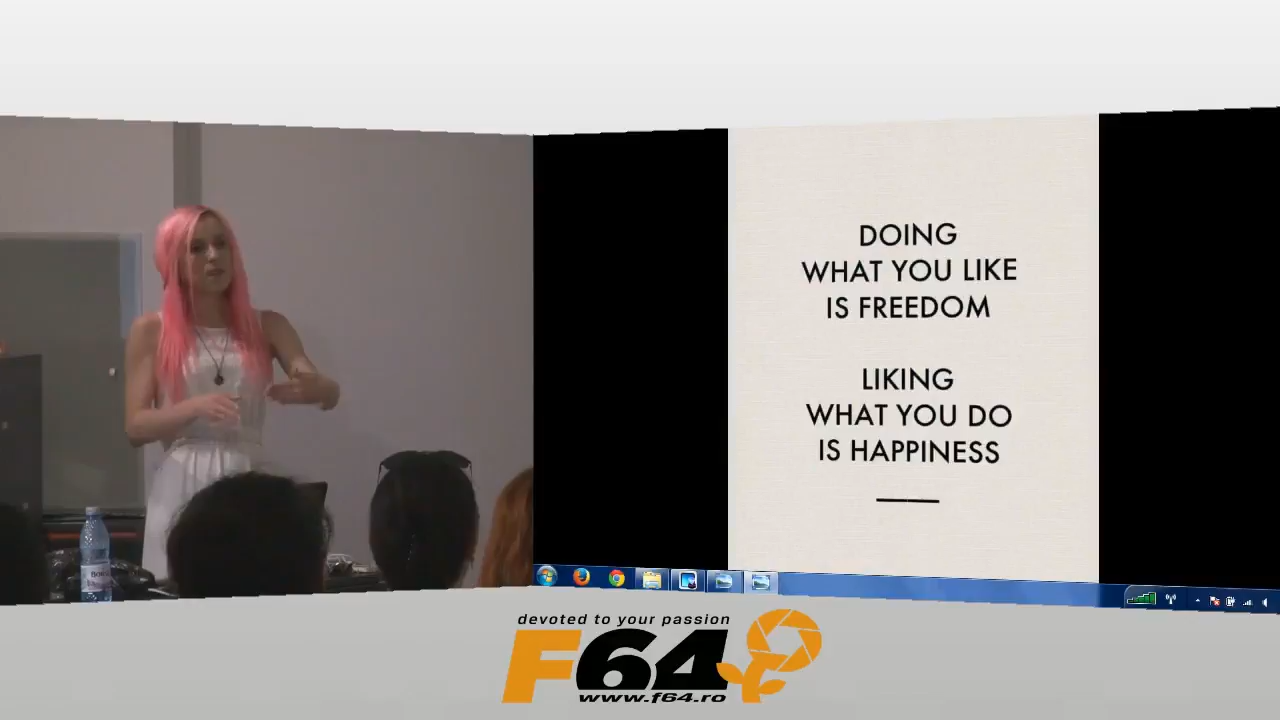 DOING
WHAT YOU LIKE
IS FREEDOM
LIKING
WHAT YOU DO
IS HAPPINESS
devoted to your passion
F64
www.f64.ro